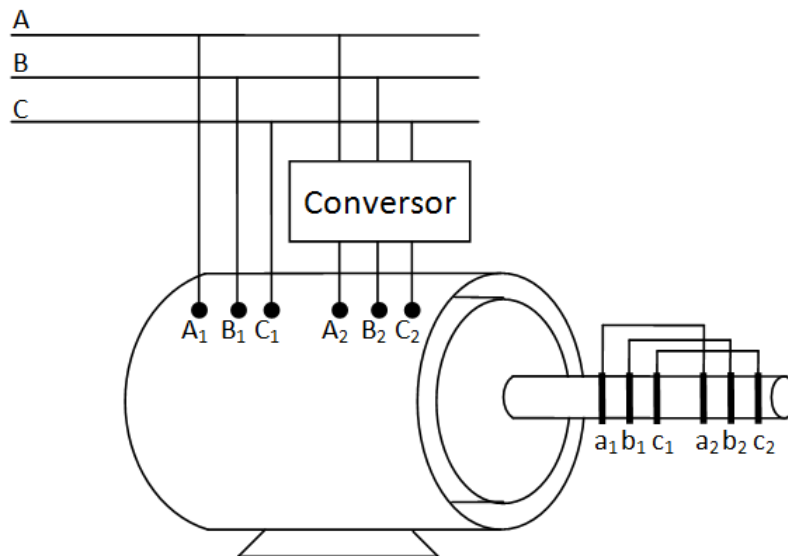 A
B
C
Conversor
A₁ B₁ C₁ A₂ B₂ C₂
a₁ b₁ c₁ a₂ b₂ c₂